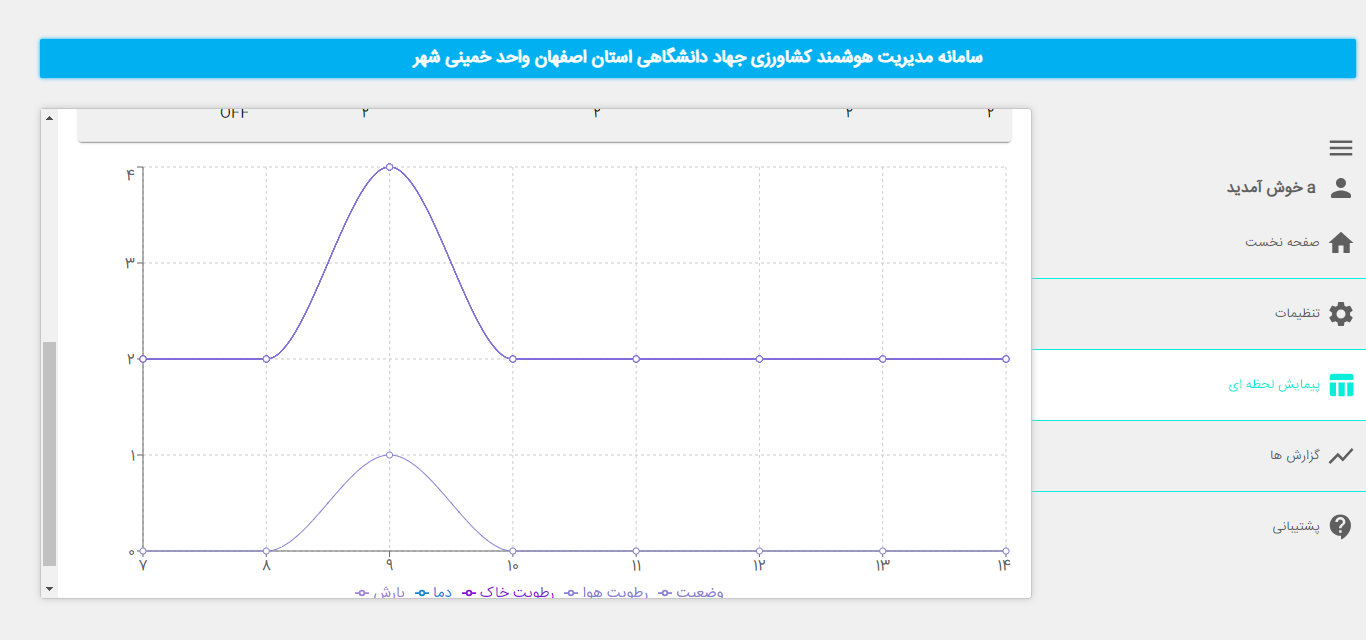 سامانه مدیریت هوشمند کشاورزی جهاد دانشگاهی استان اصفهان واحد خمینی شهر
a خوش آمدید
صفحه نخست
تنظیمات
پیمایش لحظه ای
گزارش ها
پشتیبانی
۲ ۲ ۲ ۲ OFF
۴
۳
۲
۱
۰
۷ ۸ ۹ ۱۰ ۱۱ ۱۲ ۱۳ ۱۴
وضعیت رطوبت هوا رطوبت خاک دما بارش